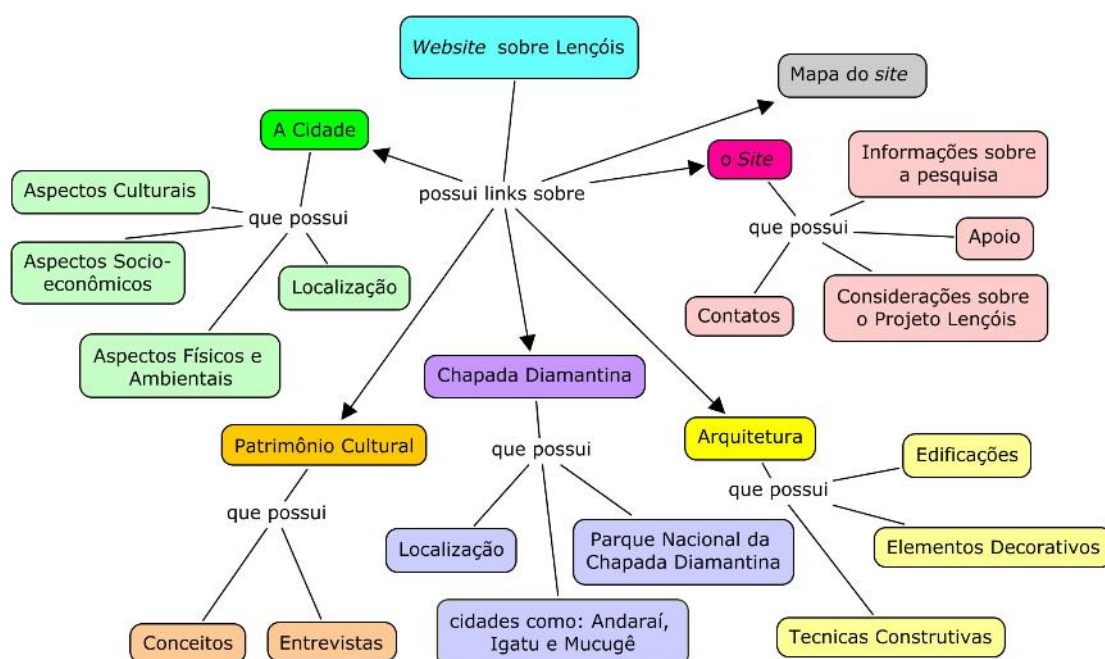 Website sobre Lençóis
Mapa do site
A Cidade
o Site
Informações sobre
a pesquisa
possui links sobre
Aspectos Culturais
que possui
que possui
Apoio
Aspectos Socio-
econômicos
Localização
Contatos
Considerações sobre
o Projeto Lençóis
Aspectos Físicos e
Ambientais
Chapada Diamantina
Patrimônio Cultural
Arquitetura
que possui
Edificações
que possui
que possui
Localização
Parque Nacional da
Chapada Diamantina
Elementos Decorativos
cidades como: Andaraí,
Igatu e Mucugê
Conceitos
Entrevistas
Tecnicas Construtivas